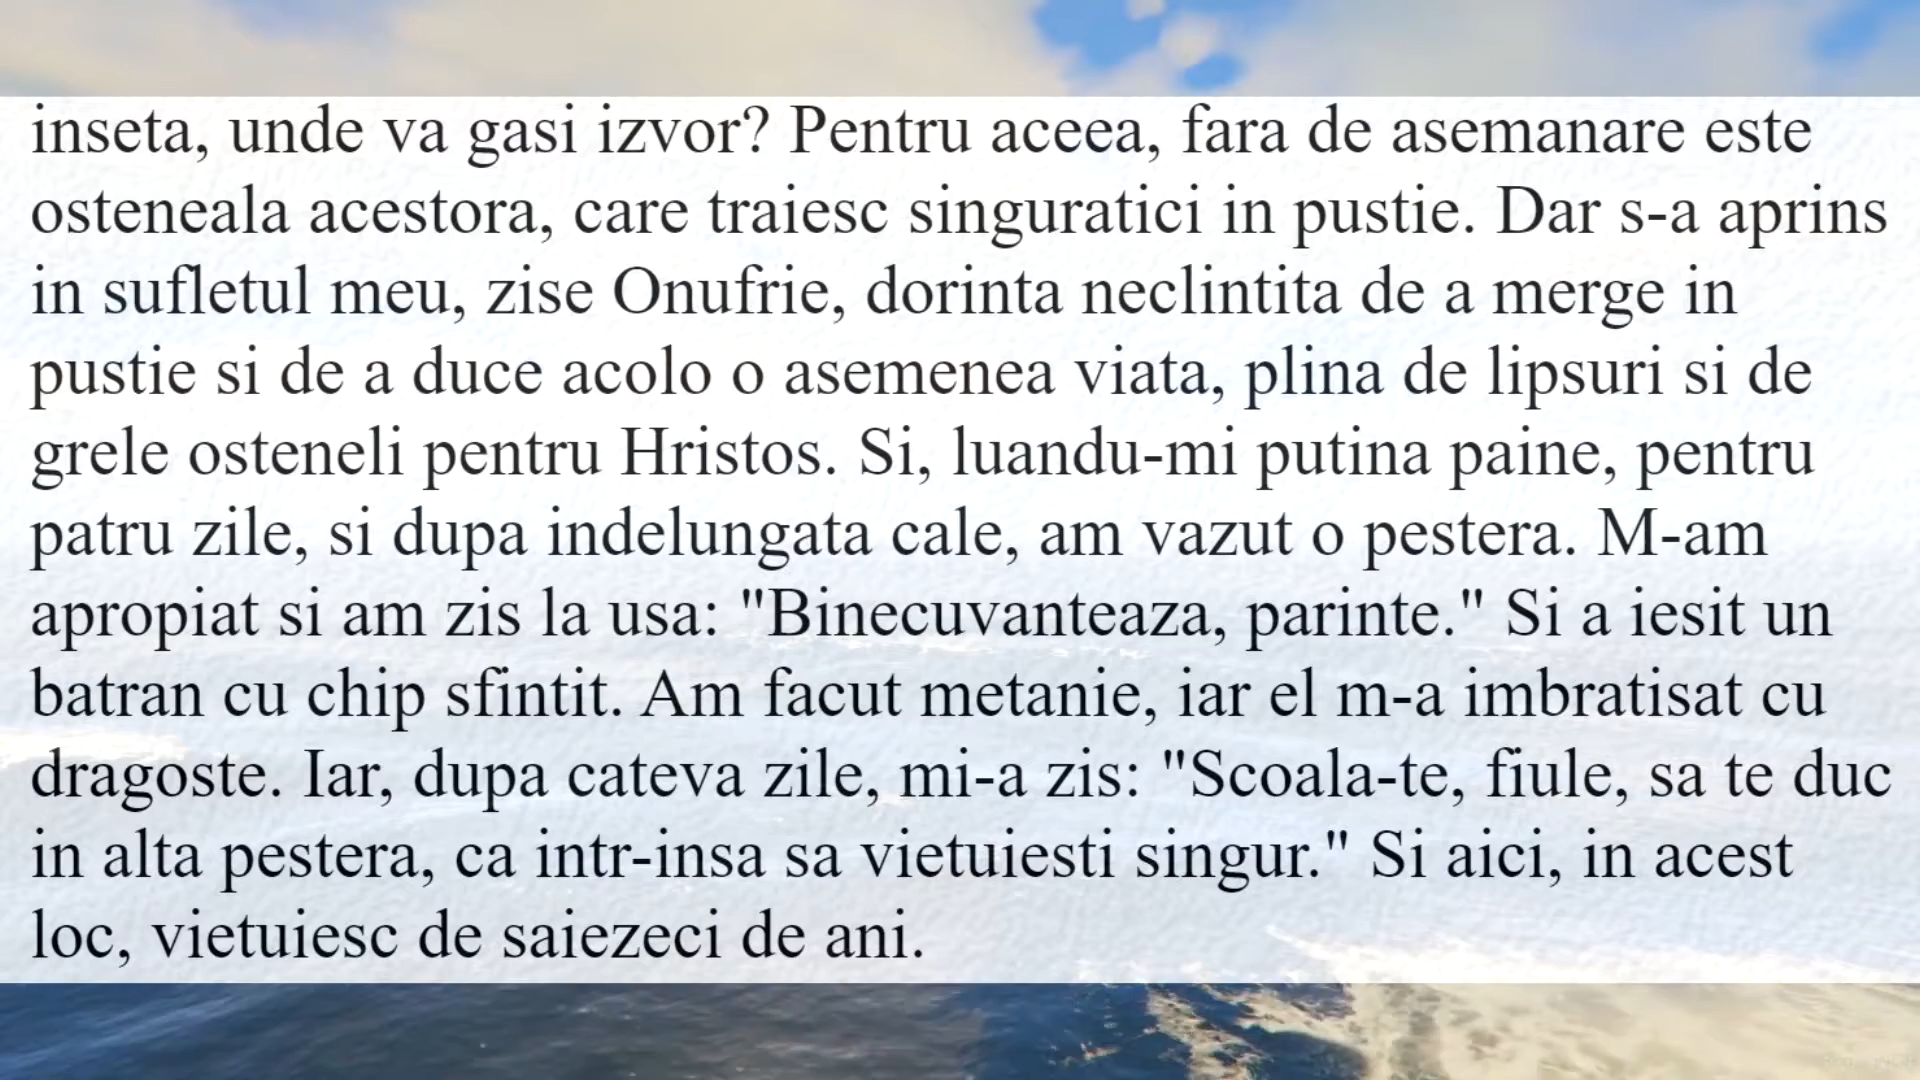 inseta, unde va gasi izvor? Pentru aceea, fara de asemanare este
osteneala acestora, care traiesc singuratici in pustie. Dar s-a aprins
in sufletul meu, zise Onufrie, dorinta neclintita de a merge in
pustie si de a duce acolo o asemenea viata, plina de lipsuri si de
grele osteneli pentru Hristos. Si, luandu-mi putina paine, pentru
patru zile, si dupa indelungata cale, am vazut o pestera. M-am
apropiat si am zis la usa: "Binecuvanteaza, parinte." Si a iesit un
batran cu chip sfintit. Am facut metanie, iar el m-a imbratisat cu
dragoste. Iar, dupa cateva zile, mi-a zis: "Scoala-te, fiule, sa te duc
in alta pestera, ca intr-insa sa vietuiesti singur." Si aici, in acest
loc, vietuiesc de saiezeci de ani.